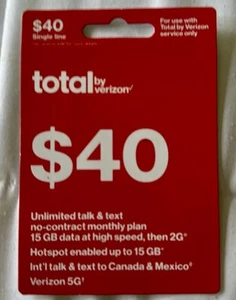 $40
Single line
For use with
Total by Verizon
service only
total by verizon✓
$40
Unlimited talk & text
no-contract monthly plan
15 GB data at high speed, then 2G*
Hotspot enabled up to 15 GB*
Int'l talk & text to Canada & Mexico◊
Verizon 5G†